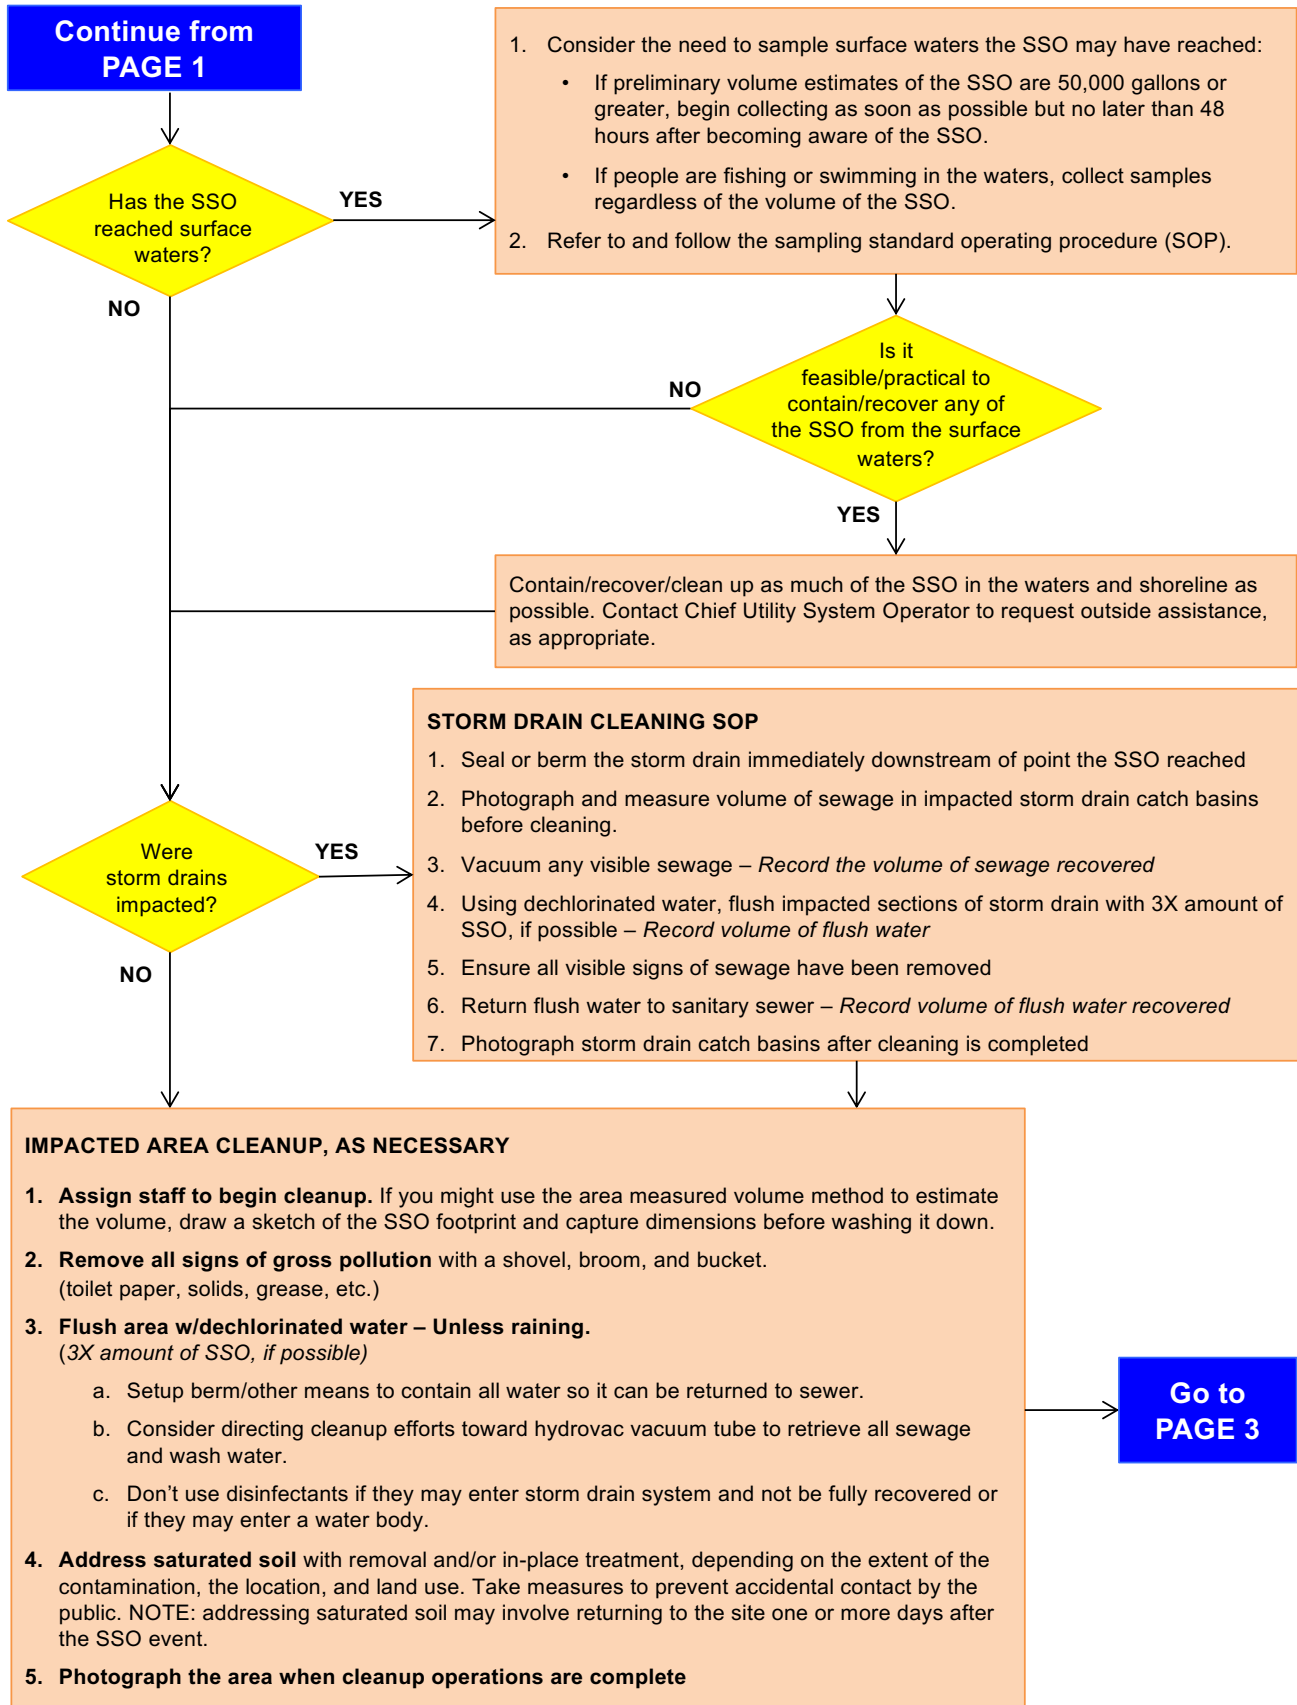 Continue from
PAGE 1
1. Consider the need to sample surface waters the SSO may have reached:
• If preliminary volume estimates of the SSO are 50,000 gallons or
greater, begin collecting as soon as possible but no later than 48
hours after becoming aware of the SSO.
• If people are fishing or swimming in the waters, collect samples
regardless of the volume of the SSO.
2. Refer to and follow the sampling standard operating procedure (SOP).
Has the SSO
reached surface
waters?
YES
NO
Is it
feasible/practical to
contain/recover any of
the SSO from the surface
waters?
NO
YES
Contain/recover/clean up as much of the SSO in the waters and shoreline as
possible. Contact Chief Utility System Operator to request outside assistance,
as appropriate.
STORM DRAIN CLEANING SOP
1. Seal or berm the storm drain immediately downstream of point the SSO reached
2. Photograph and measure volume of sewage in impacted storm drain catch basins
before cleaning.
3. Vacuum any visible sewage – Record the volume of sewage recovered
4. Using dechlorinated water, flush impacted sections of storm drain with 3X amount of
SSO, if possible – Record volume of flush water
5. Ensure all visible signs of sewage have been removed
6. Return flush water to sanitary sewer – Record volume of flush water recovered
7. Photograph storm drain catch basins after cleaning is completed
Were
storm drains
impacted?
YES
NO
IMPACTED AREA CLEANUP, AS NECESSARY
1. Assign staff to begin cleanup. If you might use the area measured volume method to estimate
the volume, draw a sketch of the SSO footprint and capture dimensions before washing it down.
2. Remove all signs of gross pollution with a shovel, broom, and bucket.
(toilet paper, solids, grease, etc.)
3. Flush area w/dechlorinated water – Unless raining.
(3X amount of SSO, if possible)
a. Setup berm/other means to contain all water so it can be returned to sewer.
b. Consider directing cleanup efforts toward hydrovac vacuum tube to retrieve all sewage
and wash water.
c. Don’t use disinfectants if they may enter storm drain system and not be fully recovered or
if they may enter a water body.
4. Address saturated soil with removal and/or in-place treatment, depending on the extent of the
contamination, the location, and land use. Take measures to prevent accidental contact by the
public. NOTE: addressing saturated soil may involve returning to the site one or more days after
the SSO event.
5. Photograph the area when cleanup operations are complete
Go to
PAGE 3